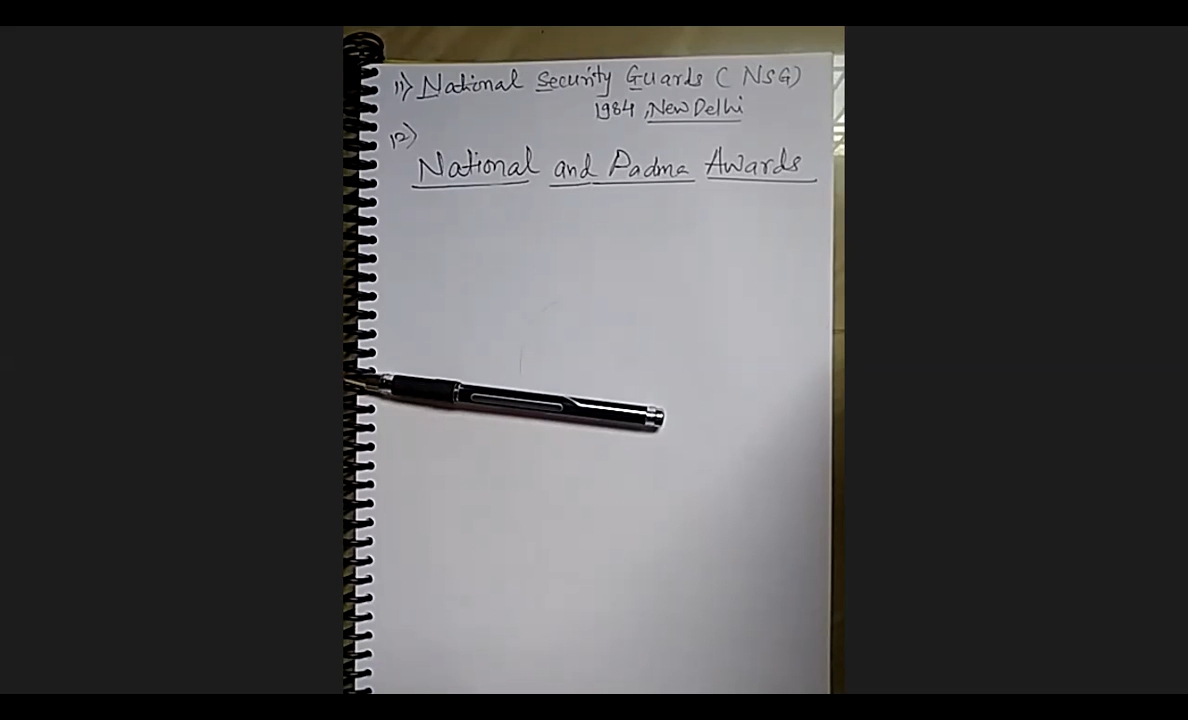 11) National Security Guards (NSG)
1984, New Delhi
12)
National and Padma Awards